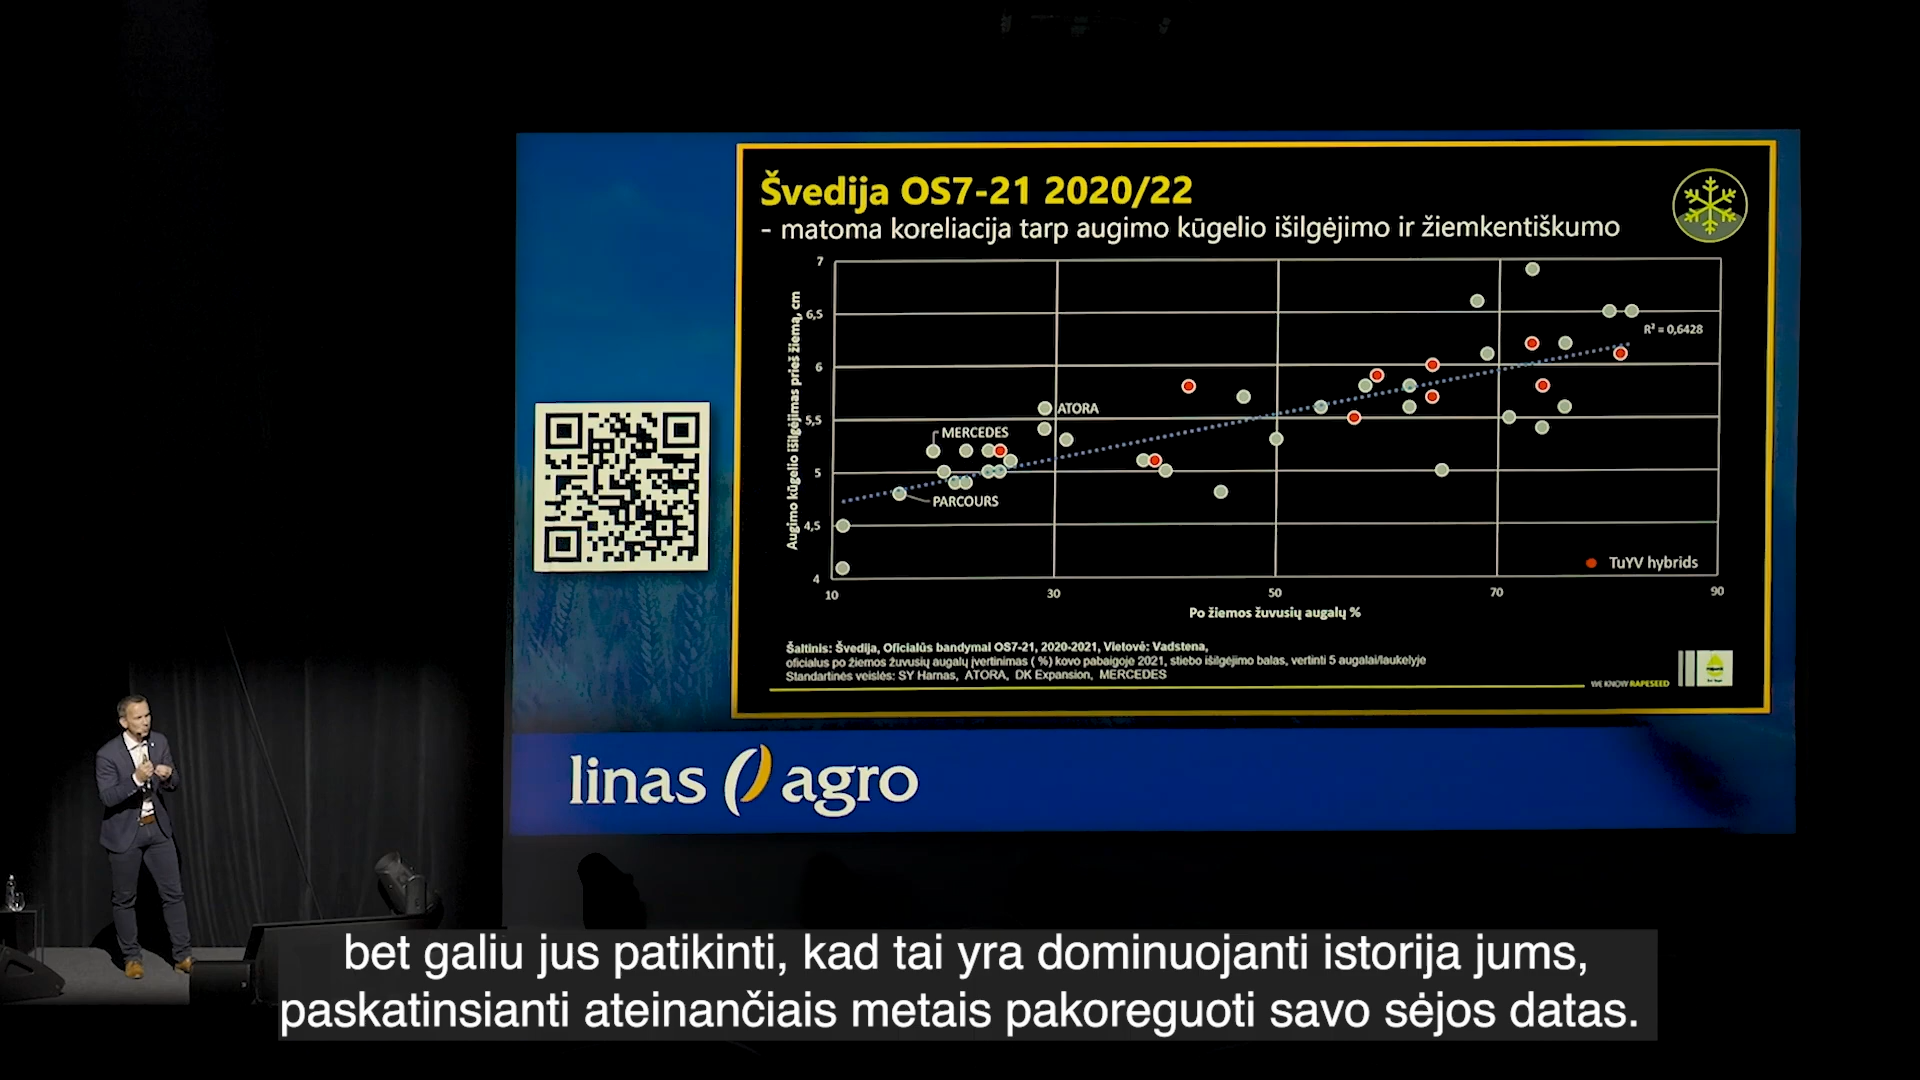 Švedija OS7-21 2020/22
- matoma koreliacija tarp augimo kūgelio išilgėjimo ir žiemkentiškumo
Augimo kūgelio išilgėjimas prieš žiemą, cm
7
6,5
6
5,5
5
4,5
4
R² = 0,6428
ATORA
MERCEDES
PARCOURS
TuYV hybrids
10 30 50 70 90
Po žiemos žuvusių augalų %
Šaltinis: Švedija, Oficialūs bandymai OS7-21, 2020-2021, Vietovė: Vadstena,
oficialus po žiemos žuvusių augalų įvertinimas ( %) kovo pabaigoje 2021, stiebo išilgėjimo balas, vertinti 5 augalai/laukelyje
Standartinės veislės: SY Harnas, ATORA, DK Expansion, MERCEDES
WE KNOW RAPESEED
linas agro
bet galiu jus patikinti, kad tai yra dominuojanti istorija jums,
paskatinsianti ateinančiais metais pakoreguoti savo sėjos datas.